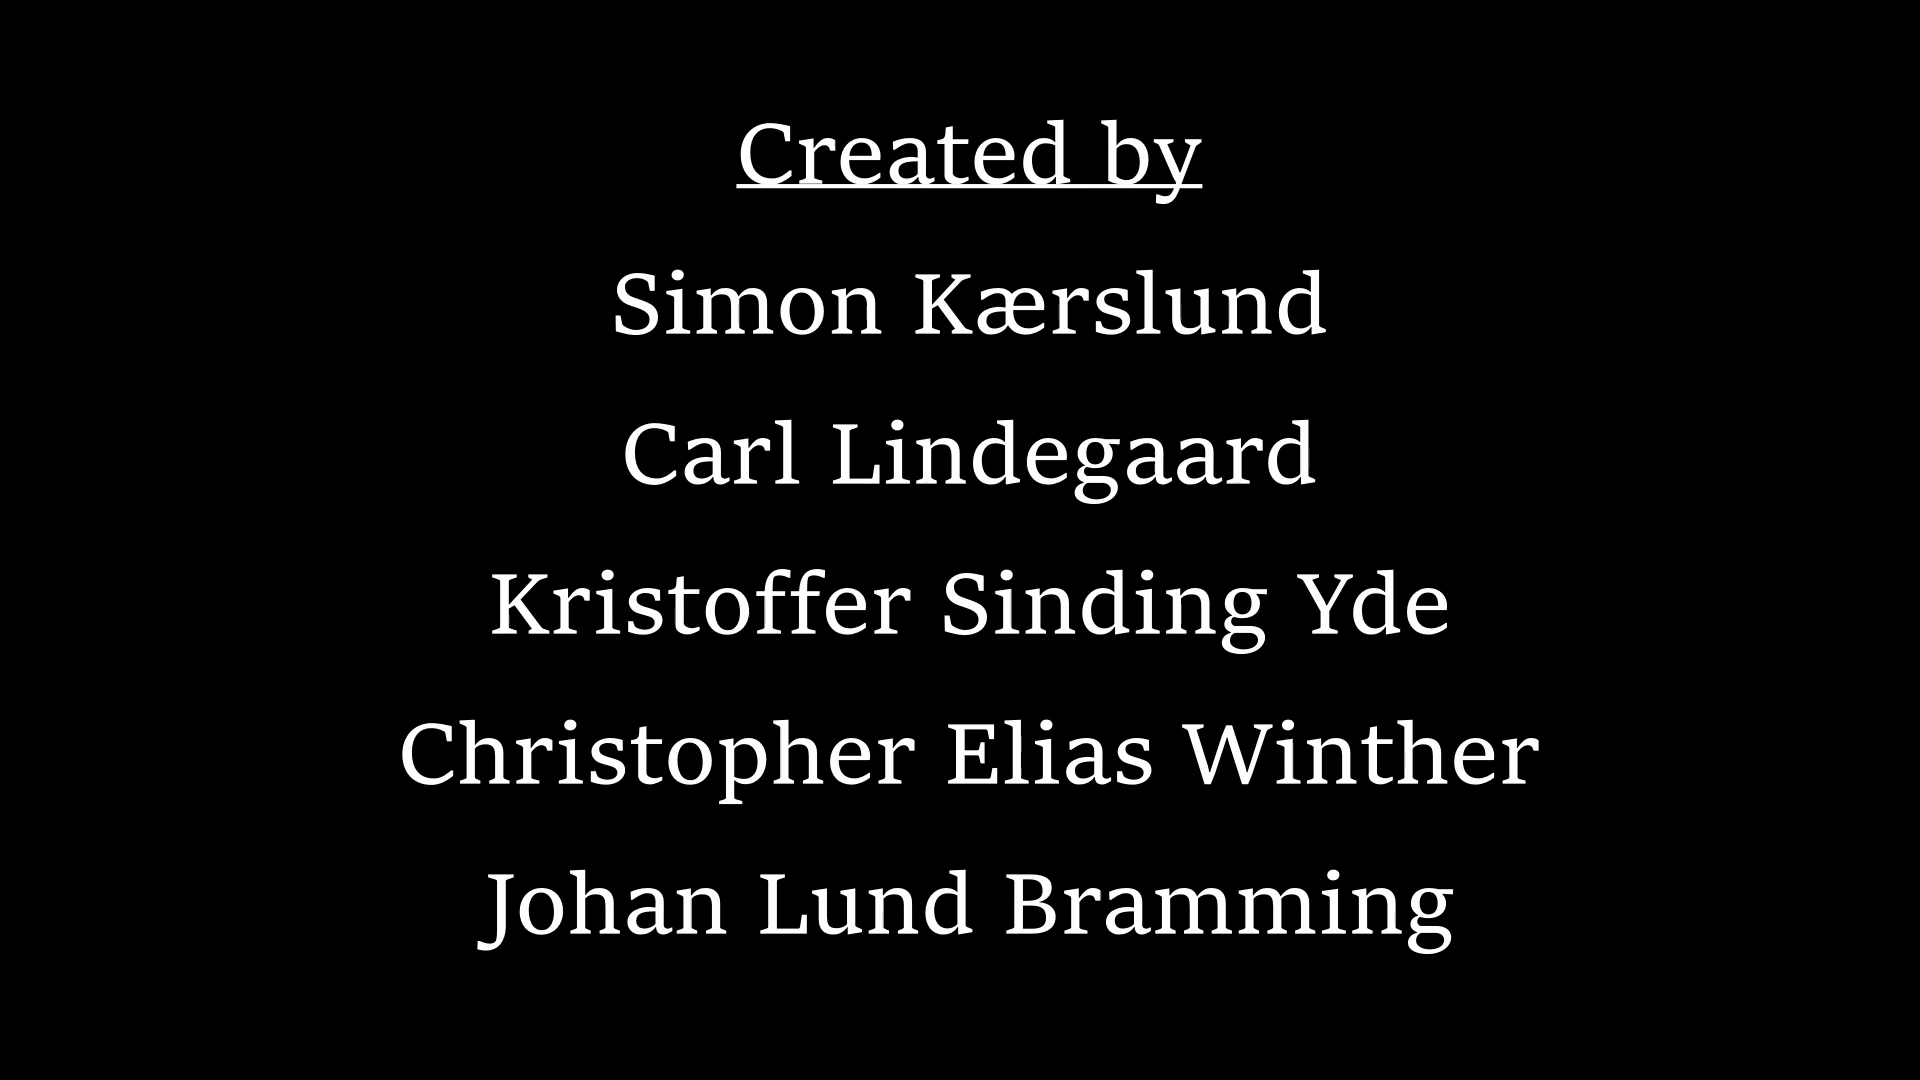 Created by
Simon Kærslund
Carl Lindegaard
Kristoffer Sinding Yde
Christopher Elias Winther
Johan Lund Bramming